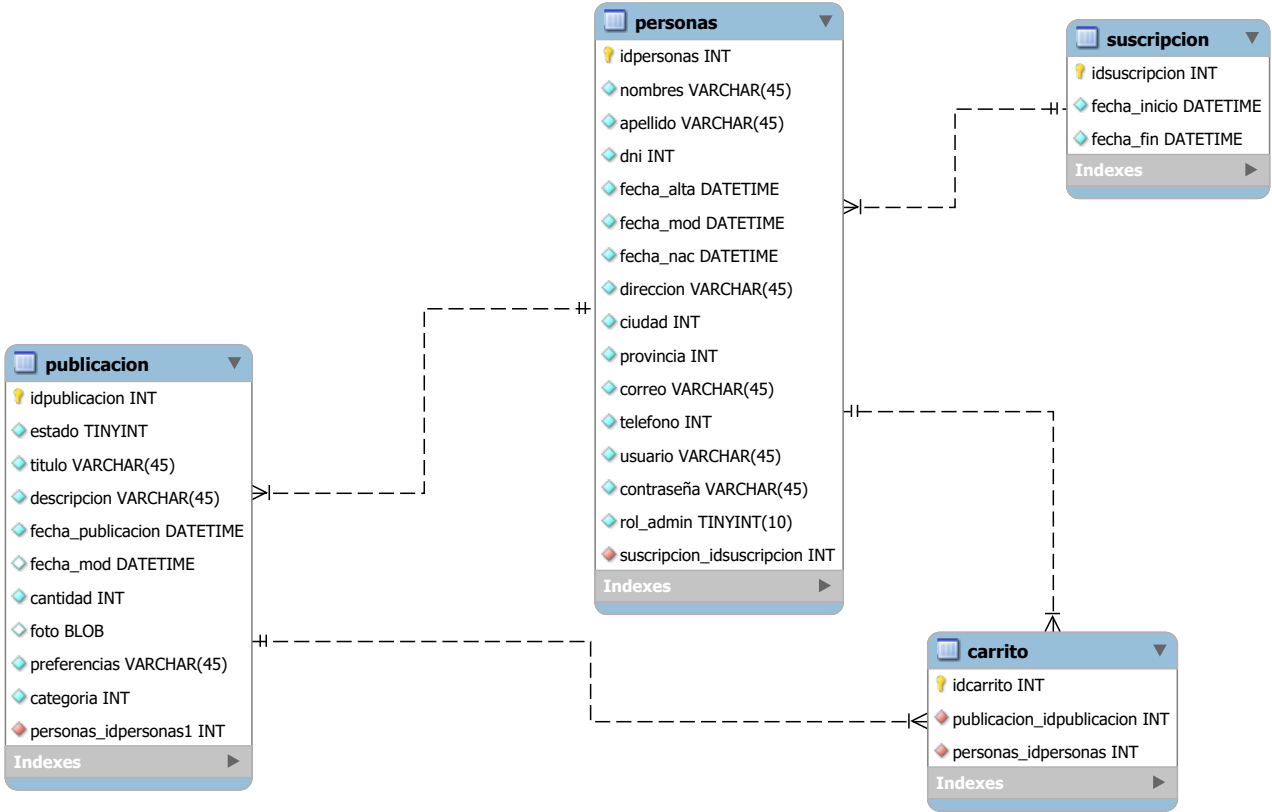 personas
idpersonas INT
nombres VARCHAR(45)
apellido VARCHAR(45)
dni INT
fecha_alta DATETIME
fecha_mod DATETIME
fecha_nac DATETIME
direccion VARCHAR(45)
ciudad INT
provincia INT
correo VARCHAR(45)
telefono INT
usuario VARCHAR(45)
contraseña VARCHAR(45)
rol_admin TINYINT(10)
suscripcion_idsuscripcion INT
Indexes
suscripcion
idsuscripcion INT
fecha_inicio DATETIME
fecha_fin DATETIME
Indexes
publicacion
idpublicacion INT
estado TINYINT
titulo VARCHAR(45)
descripcion VARCHAR(45)
fecha_publicacion DATETIME
fecha_mod DATETIME
cantidad INT
foto BLOB
preferencias VARCHAR(45)
categoria INT
personas_idpersonas1 INT
Indexes
carrito
idcarrito INT
publicacion_idpublicacion INT
personas_idpersonas INT
Indexes